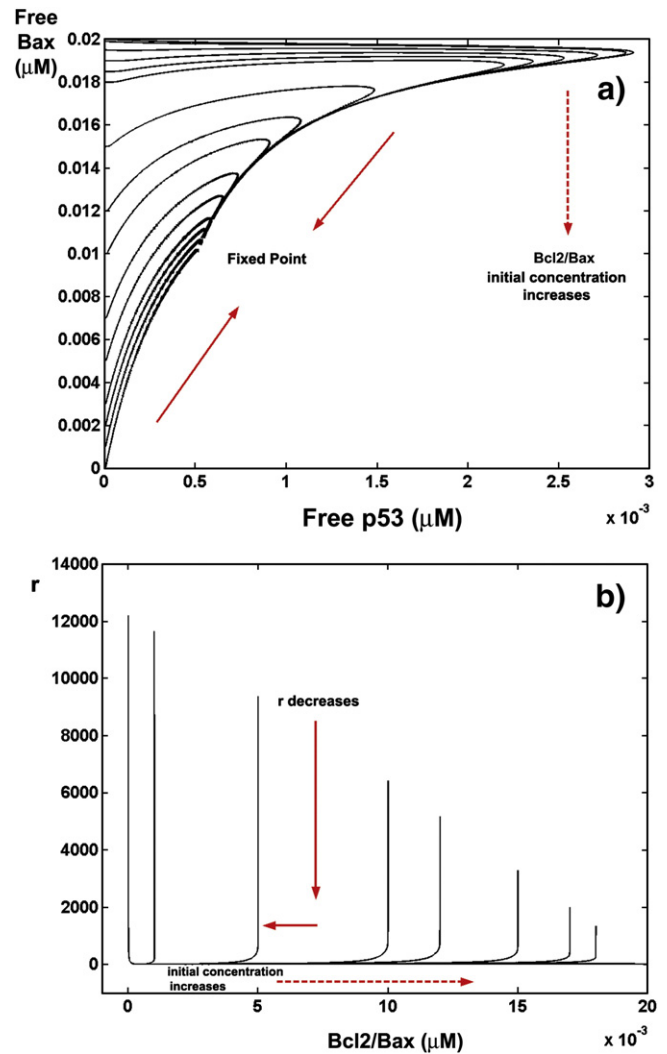 Free
Bax
(μM)
0.02
0.018
0.016
0.014
0.012
0.01
0.008
0.006
0.004
0.002
0
a)
Fixed Point
Bcl2/Bax
initial concentration
increases
0 0.5 1 1.5 2 2.5 3
Free p53 (μM)
x 10⁻³
r
14000
12000
10000
8000
6000
4000
2000
0
b)
r decreases
initial concentration
increases
0 5 10 15 20
Bcl2/Bax (μM)
x 10⁻³